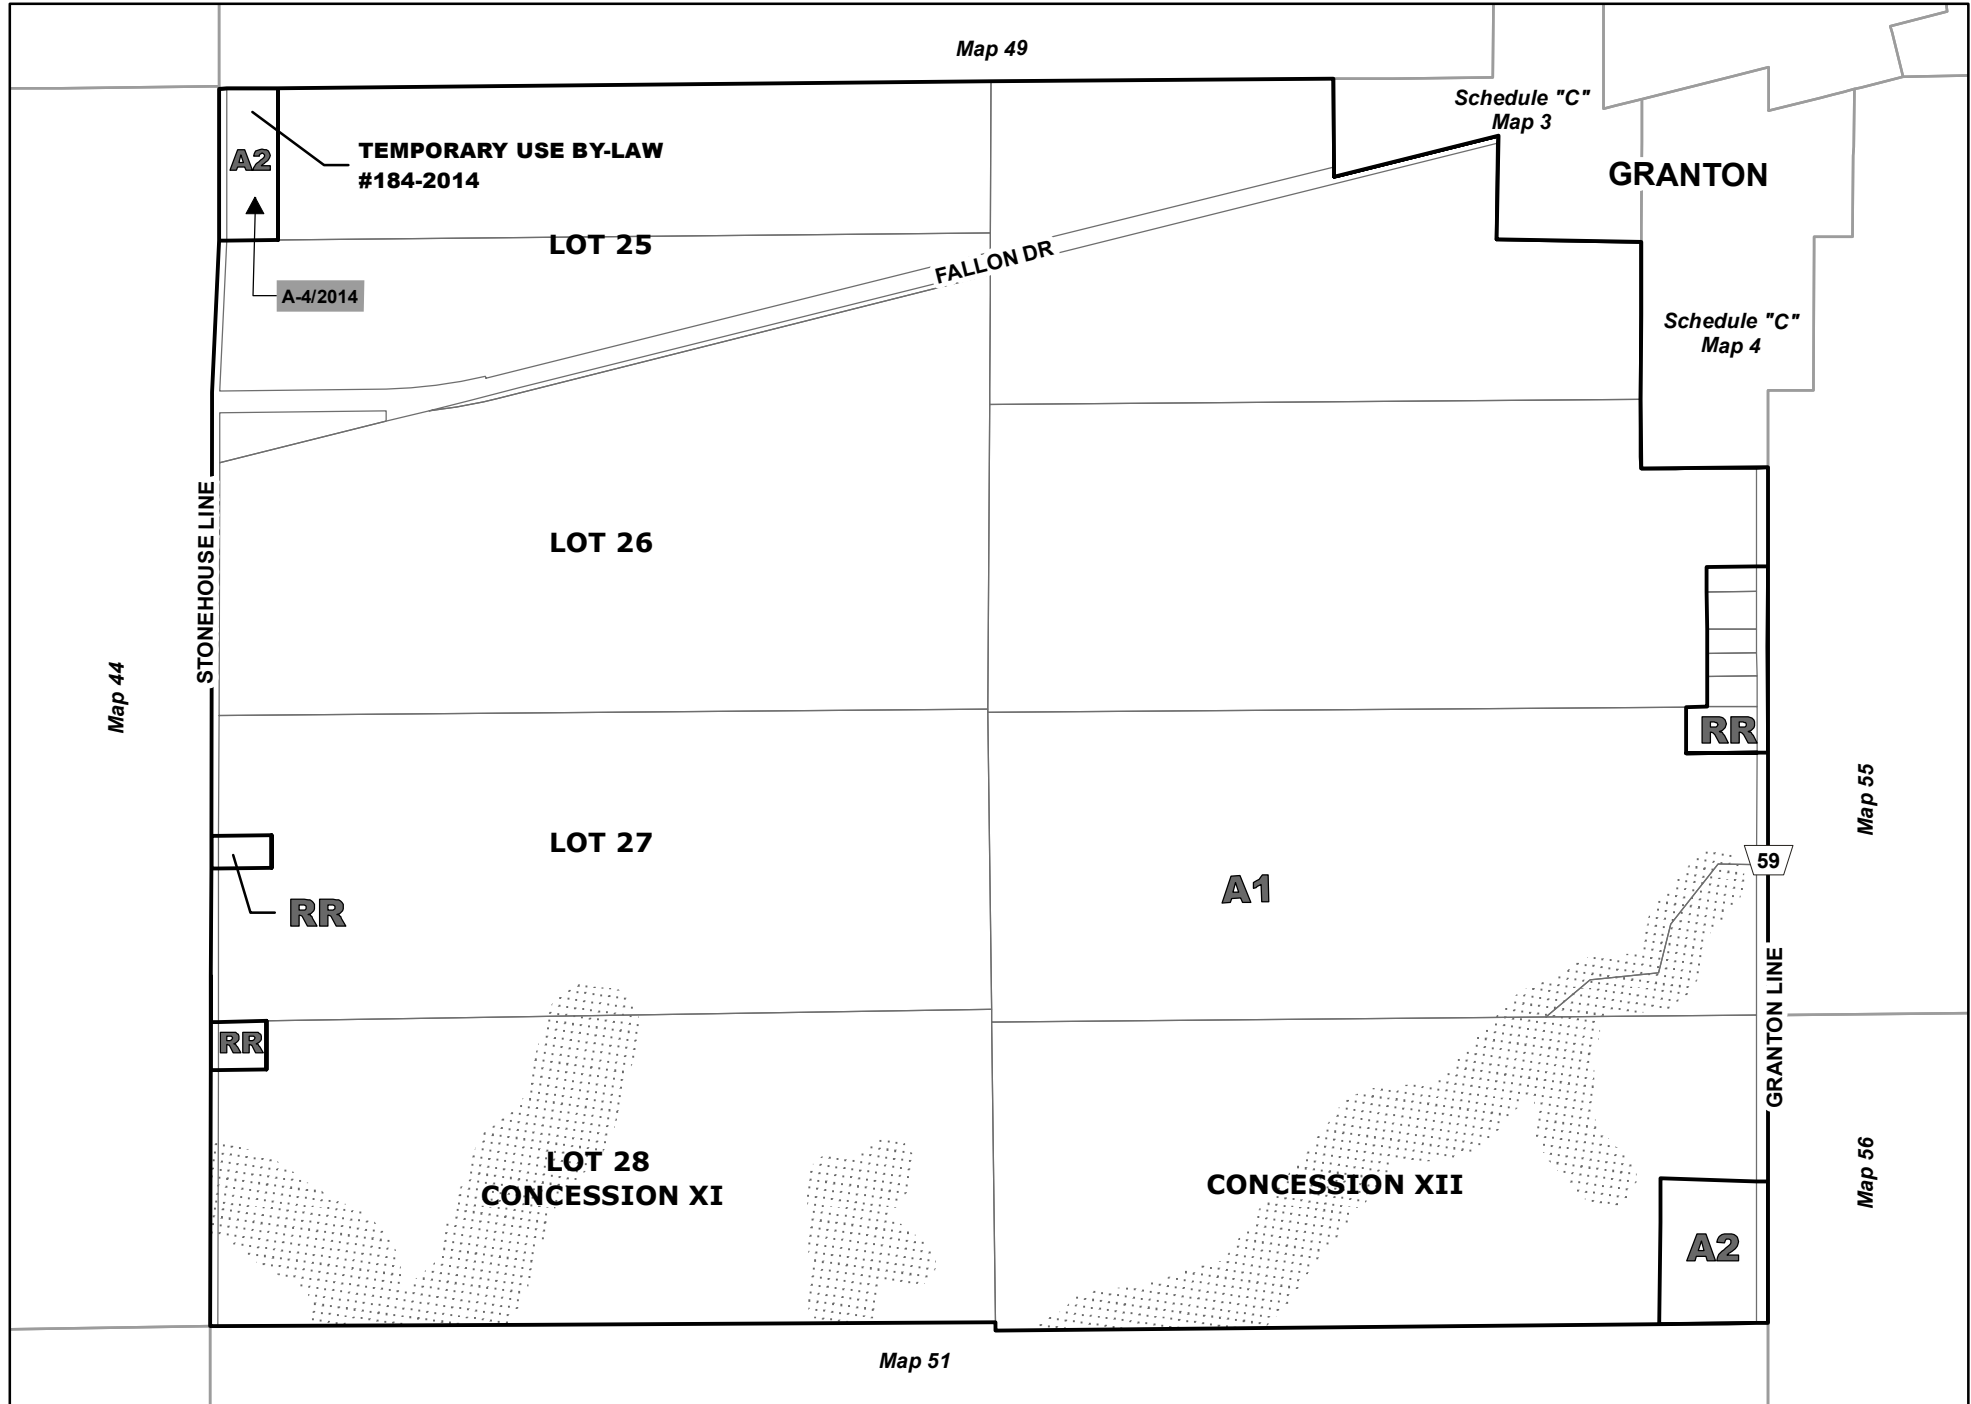 Map 49
Schedule "C"
Map 3
TEMPORARY USE BY-LAW
#184-2014
A2
GRANTON
LOT 25
FALLON DR
A-4/2014
Schedule "C"
Map 4
STONEHOUSE LINE
LOT 26
Map 44
RR
Map 55
LOT 27
59
A1
RR
GRANTON LINE
RR
LOT 28
CONCESSION XI
CONCESSION XII
Map 56
A2
Map 51